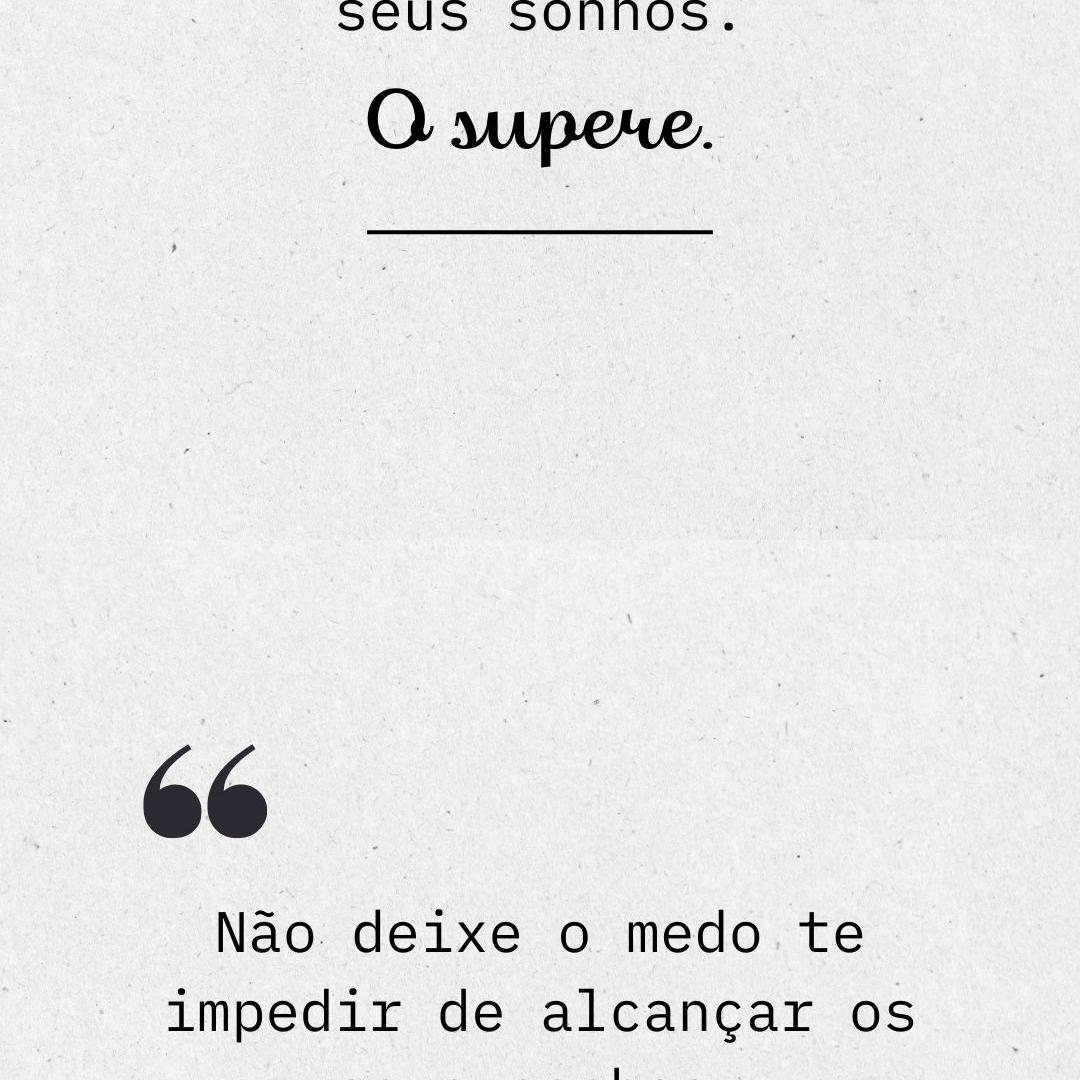 seus sonhos.
O supere.
Não deixe o medo te
impedir de alcançar os